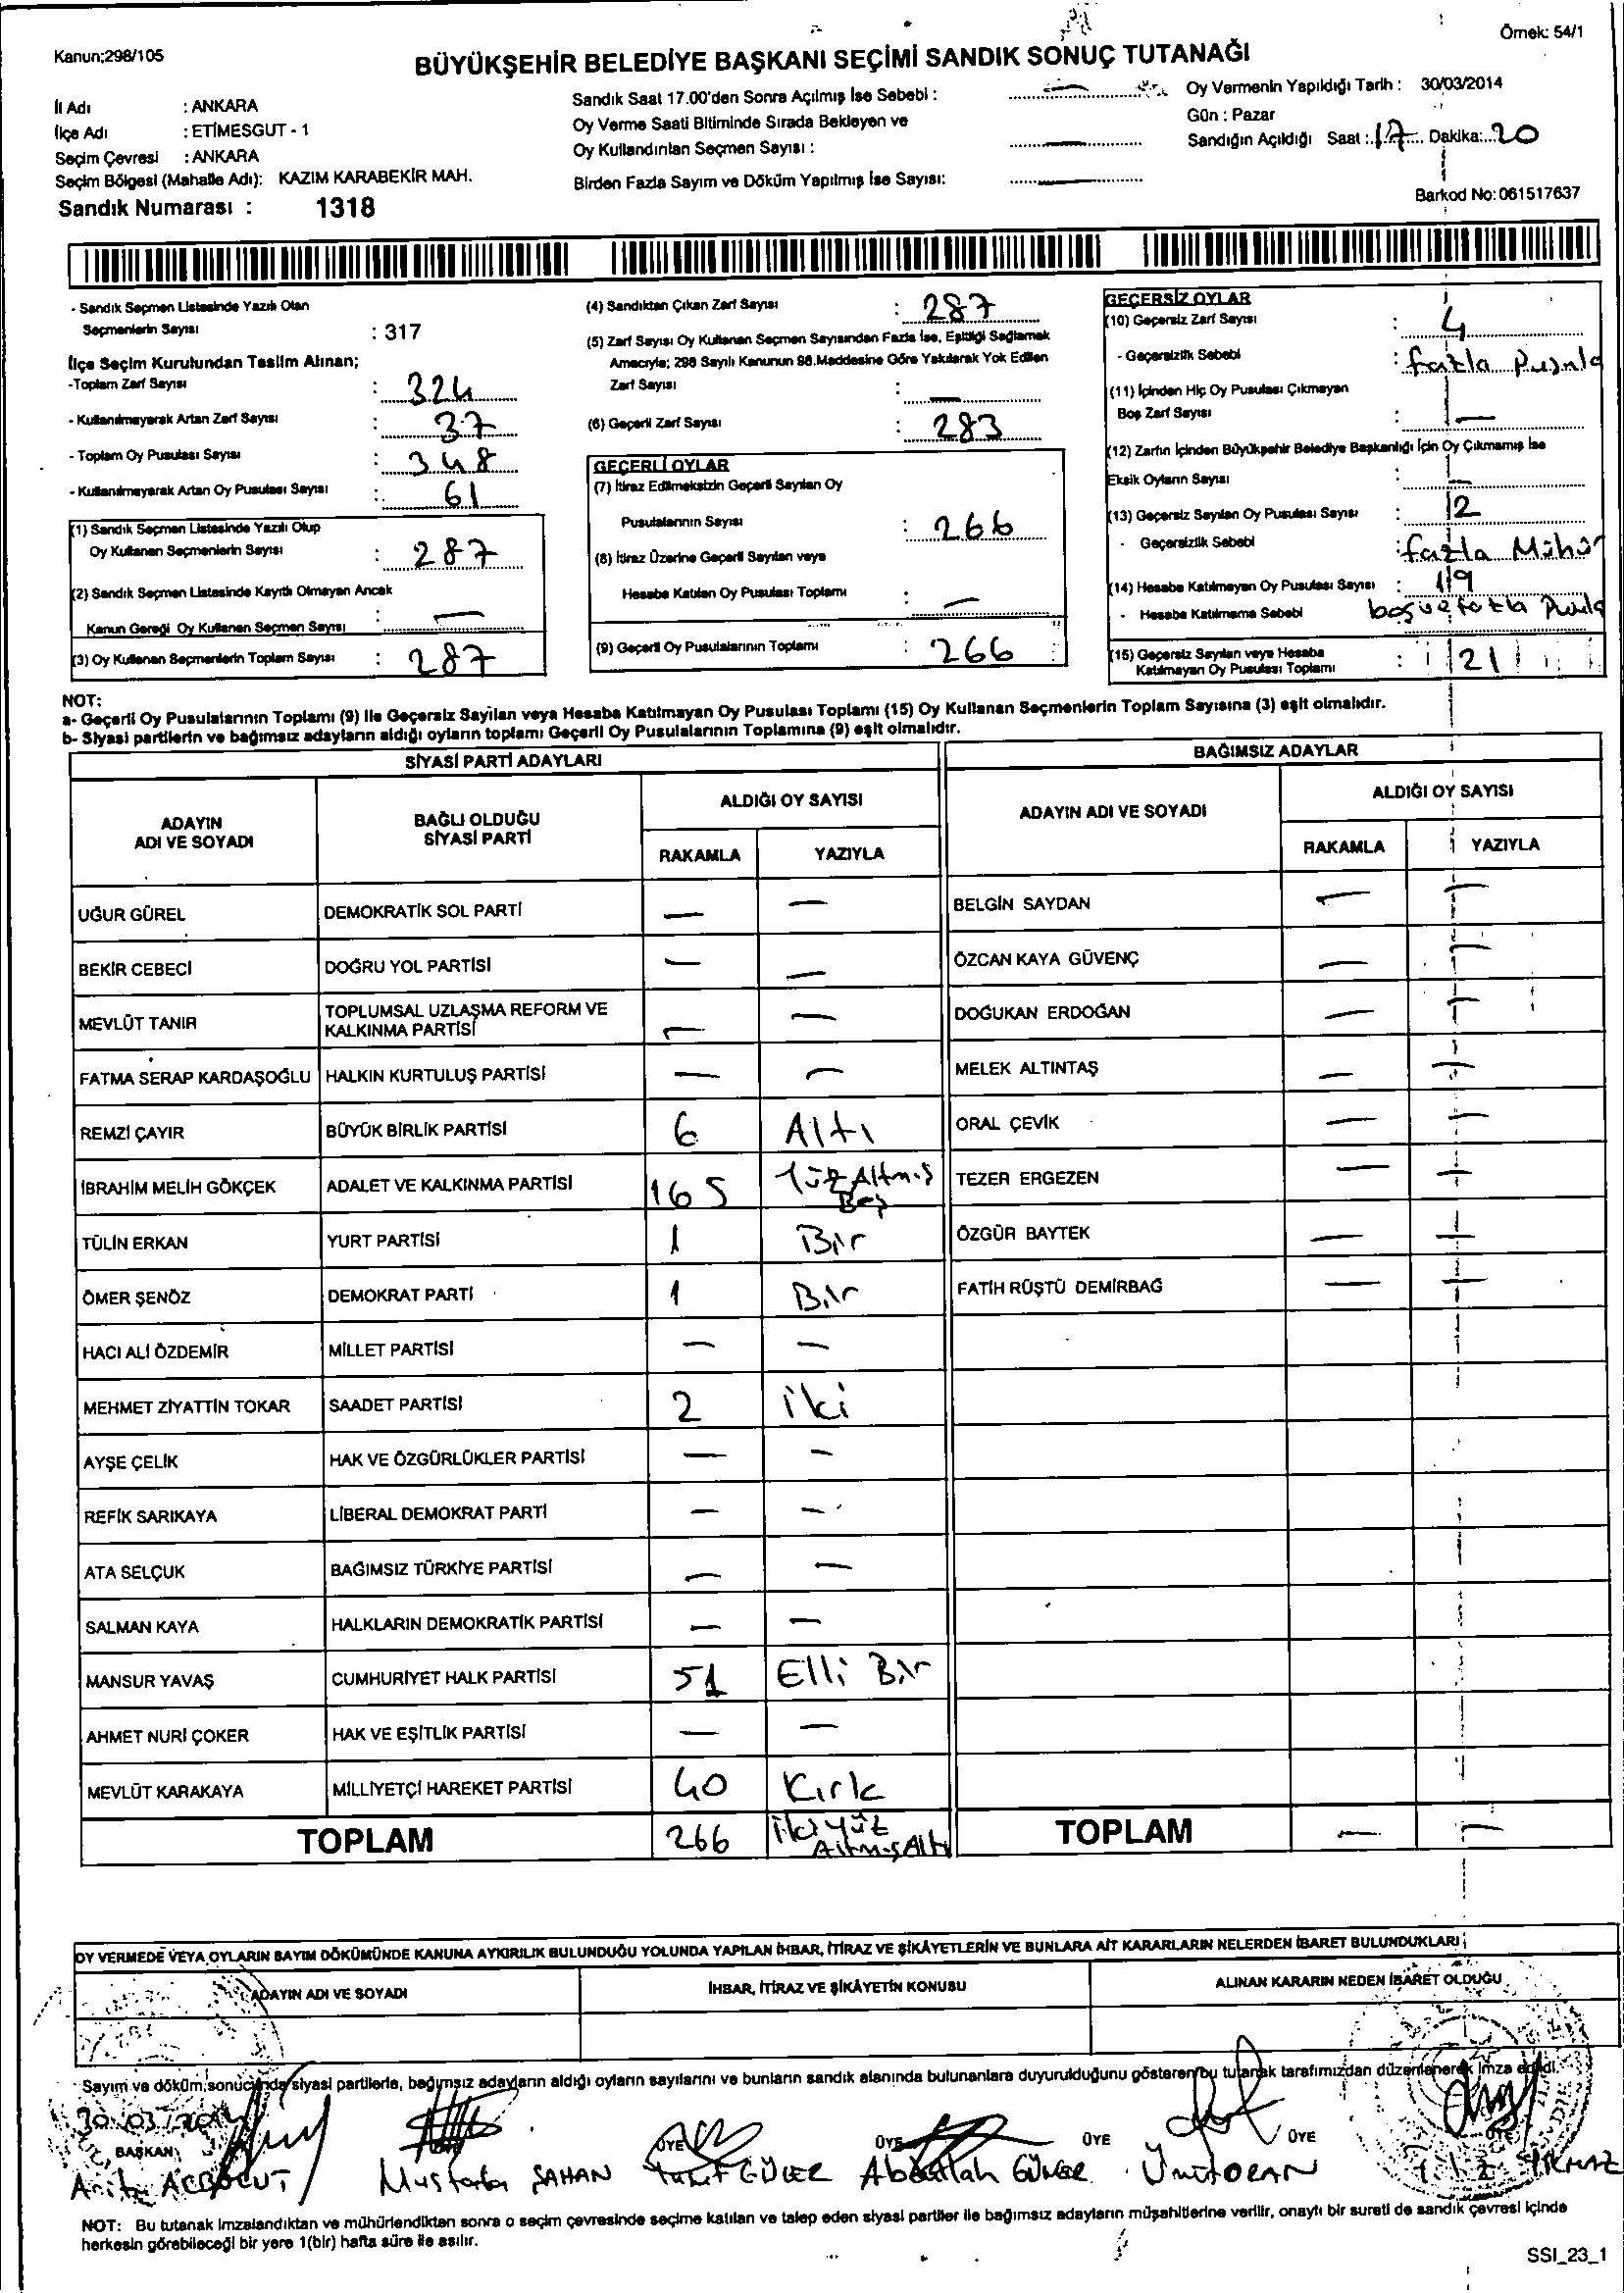 Kanun;298/105
Örnek: 54/1
BÜYÜKŞEHİR BELEDİYE BAŞKANI SEÇİMİ SANDIK SONUÇ TUTANAĞI
İl Adı : ANKARA
İlçe Adı : ETİMESGUT - 1
Seçim Çevresi : ANKARA
Seçim Bölgesi (Mahalle Adı): KAZIM KARABEKİR MAH.
Sandık Numarası : 1318
Sandık Saat 17.00'den Sonra Açılmış İse Sebebi : —
Oy Verme Saati Bitiminde Sırada Bekleyen ve
Oy Kullandırılan Seçmen Sayısı : —
Birden Fazla Sayım ve Döküm Yapılmış İse Sayısı:
Oy Vermenin Yapıldığı Tarih : 30/03/2014
Gün : Pazar
Sandığın Açıldığı Saat : 17 Dakika: 20
Barkod No: 061517637
- Sandık Seçmen Listesinde Yazılı Olan
Seçmenlerin Sayısı : 317
İlçe Seçim Kurulundan Teslim Alınan;
-Toplam Zarf Sayısı : 324
- Kullanılmayarak Artan Zarf Sayısı : 37
- Toplam Oy Pusulası Sayısı : 348
- Kullanılmayarak Artan Oy Pusulası Sayısı : 61
(1) Sandık Seçmen Listesinde Yazılı Olup
Oy Kullanan Seçmenlerin Sayısı : 287
(2) Sandık Seçmen Listesinde Kayıtlı Olmayan Ancak
Kanun Gereği Oy Kullanan Seçmen Sayısı : —
(3) Oy Kullanan Seçmenlerin Toplam Sayısı : 287
(4) Sandıktan Çıkan Zarf Sayısı : 287
(5) Zarf Sayısı Oy Kullanan Seçmen Sayısından Fazla İse, Eşitliği Sağlamak
Amacıyla; 298 Sayılı Kanunun 98.Maddesine Göre Yakılarak Yok Edilen
Zarf Sayısı : —
(6) Geçerli Zarf Sayısı : 283
GEÇERLİ OYLAR
(7) İtiraz Edilmeksizin Geçerli Sayılan Oy
Pusulalarının Sayısı : 266
(8) İtiraz Üzerine Geçerli Sayılan veya
Hesaba Katılan Oy Pusulası Toplamı : —
(9) Geçerli Oy Pusulalarının Toplamı : 266
GEÇERSİZ OYLAR
(10) Geçersiz Zarf Sayısı : 4
- Geçersizlik Sebebi : fazla Pusula
(11) İçinden Hiç Oy Pusulası Çıkmayan
Boş Zarf Sayısı : —
(12) Zarfın İçinden Büyükşehir Belediye Başkanlığı İçin Oy Çıkmamış İse
Eksik Oyların Sayısı : —
(13) Geçersiz Sayılan Oy Pusulası Sayısı : 2
- Geçersizlik Sebebi : fazla Mühür
(14) Hesaba Katılmayan Oy Pusulası Sayısı : 19
- Hesaba Katılmama Sebebi boş ve fazla Pusula
(15) Geçersiz Sayılan veya Hesaba
Katılmayan Oy Pusulası Toplamı : 21
NOT:
a- Geçerli Oy Pusulalarının Toplamı (9) ile Geçersiz Sayılan veya Hesaba Katılmayan Oy Pusulası Toplamı (15) Oy Kullanan Seçmenlerin Toplam Sayısına (3) eşit olmalıdır.
b- Siyasi partilerin ve bağımsız adayların aldığı oyların toplamı Geçerli Oy Pusulalarının Toplamına (9) eşit olmalıdır.
SİYASİ PARTİ ADAYLARI
ADAYIN ADI VE SOYADI BAĞLI OLDUĞU SİYASİ PARTİ ALDIĞI OY SAYISI
RAKAMLA YAZIYLA
UĞUR GÜREL DEMOKRATİK SOL PARTİ — —
BEKİR CEBECİ DOĞRU YOL PARTİSİ — —
MEVLÜT TANIR TOPLUMSAL UZLAŞMA REFORM VE KALKINMA PARTİSİ — —
FATMA SERAP KARDAŞOĞLU HALKIN KURTULUŞ PARTİSİ — —
REMZİ ÇAYIR BÜYÜK BİRLİK PARTİSİ 6 Altı
İBRAHİM MELİH GÖKÇEK ADALET VE KALKINMA PARTİSİ 165 Yüz Altmış Beş
TÜLİN ERKAN YURT PARTİSİ 1 Bir
ÖMER ŞENÖZ DEMOKRAT PARTİ 1 Bir
HACI ALİ ÖZDEMİR MİLLET PARTİSİ — —
MEHMET ZİYATTİN TOKAR SAADET PARTİSİ 2 iki
AYŞE ÇELİK HAK VE ÖZGÜRLÜKLER PARTİSİ — —
REFİK SARIKAYA LİBERAL DEMOKRAT PARTİ — —
ATA SELÇUK BAĞIMSIZ TÜRKİYE PARTİSİ — —
SALMAN KAYA HALKLARIN DEMOKRATİK PARTİSİ — —
MANSUR YAVAŞ CUMHURİYET HALK PARTİSİ 51 Elli Bir
AHMET NURİ ÇOKER HAK VE EŞİTLİK PARTİSİ — —
MEVLÜT KARAKAYA MİLLİYETÇİ HAREKET PARTİSİ 40 Kırk
TOPLAM 266 ikiyüz Altmış Altı
BAĞIMSIZ ADAYLAR
ADAYIN ADI VE SOYADI ALDIĞI OY SAYISI
RAKAMLA YAZIYLA
BELGİN SAYDAN — —
ÖZCAN KAYA GÜVENÇ — —
DOĞUKAN ERDOĞAN — —
MELEK ALTINTAŞ — —
ORAL ÇEVİK — —
TEZER ERGEZEN — —
ÖZGÜR BAYTEK — —
FATİH RÜŞTÜ DEMİRBAĞ — —
TOPLAM — —
OY VERMEDE VEYA OYLARIN SAYIM DÖKÜMÜNDE KANUNA AYKIRILIK BULUNDUĞU YOLUNDA YAPILAN İHBAR, İTİRAZ VE ŞİKÂYETLERİN VE BUNLARA AİT KARARLARIN NELERDEN İBARET BULUNDUKLARI
ADAYIN ADI VE SOYADI İHBAR, İTİRAZ VE ŞİKÂYETİN KONUSU ALINAN KARARIN NEDEN İBARET OLDUĞU
Sayım ve döküm sonucunda siyasi partilerle, bağımsız adayların aldığı oyların sayılarını ve bunların sandık alanında bulunanlara duyurulduğunu gösteren bu tutanak tarafımızdan düzenlenerek imza edildi.
30.03/2014
BAŞKAN ÜYE ÜYE ÜYE ÜYE ÜYE
Mustafa ŞAHAN GÜLER Abdullah Ümit ORAN
NOT: Bu tutanak imzalandıktan ve mühürlendikten sonra o seçim çevresinde seçime katılan ve talep eden siyasi partiler ile bağımsız adayların müşahitlerine verilir, onaylı bir sureti de sandık çevresi içinde
herkesin görebileceği bir yere 1(bir) hafta süre ile asılır.
SSI_23_1